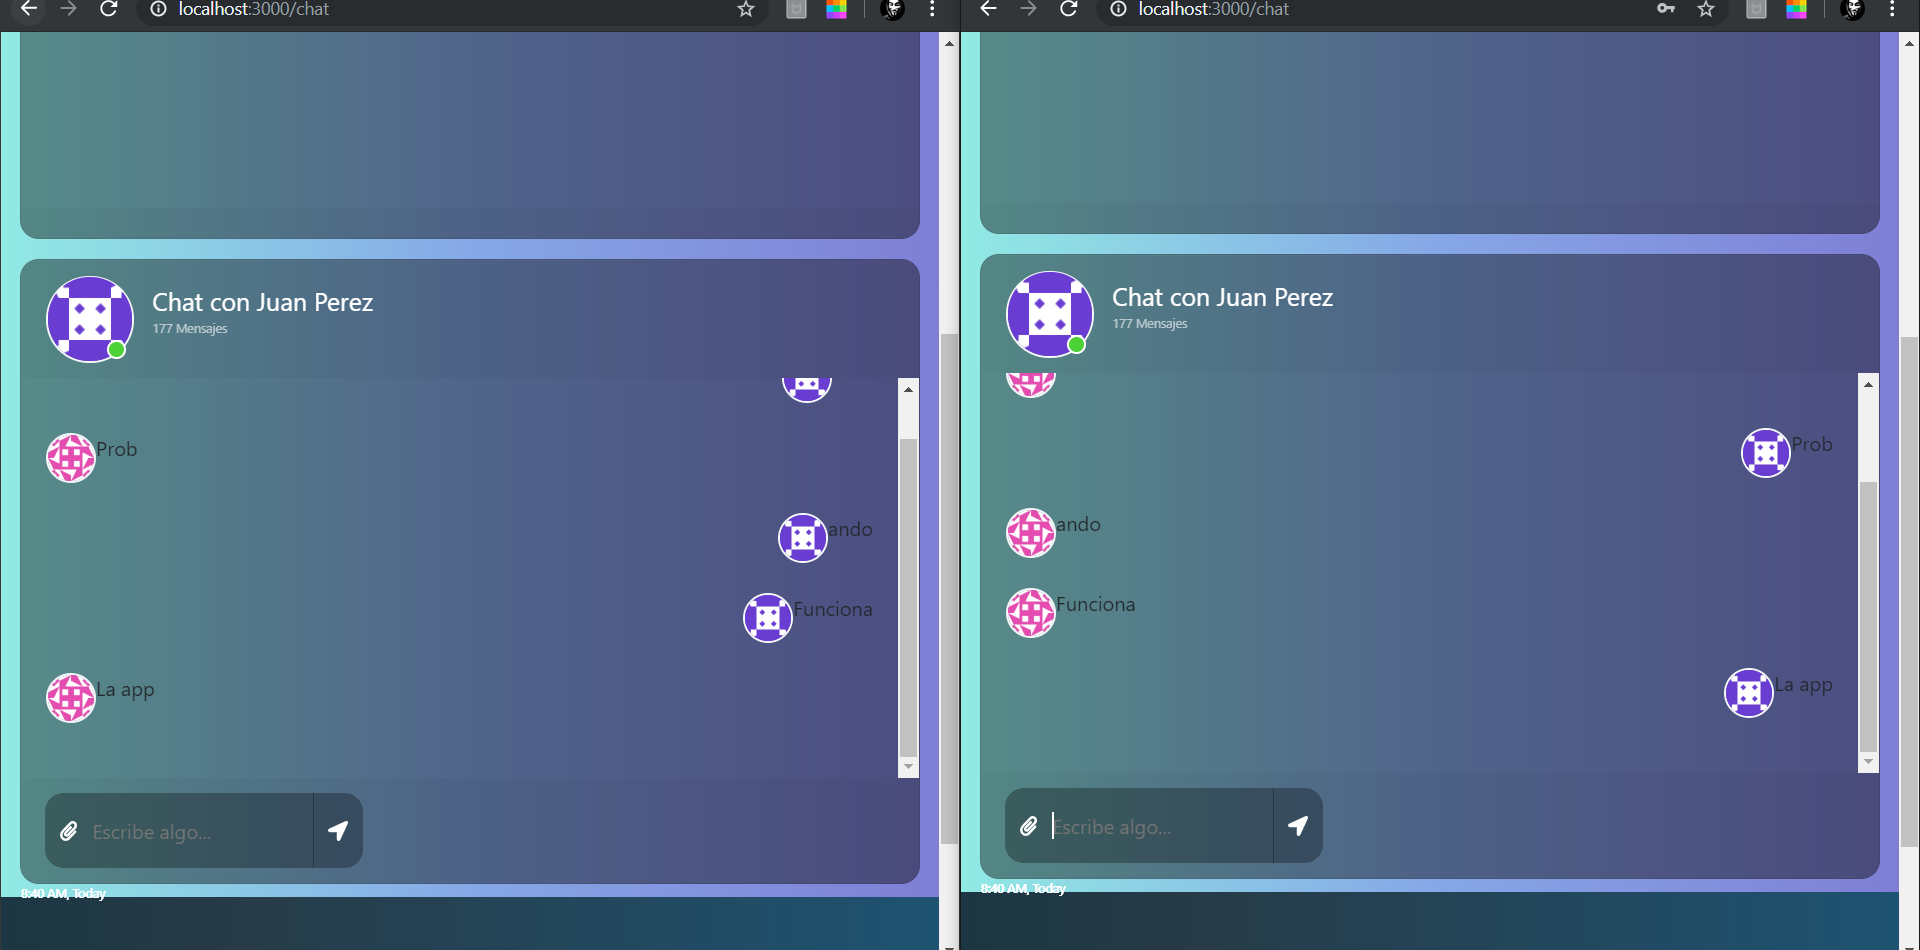 localhost:3000/chat
Chat con Juan Perez
177 Mensajes
Prob
ando
Funciona
La app
Escribe algo...
8:40 AM, Today
localhost:3000/chat
Chat con Juan Perez
177 Mensajes
Prob
ando
Funciona
La app
Escribe algo...
8:40 AM, Today